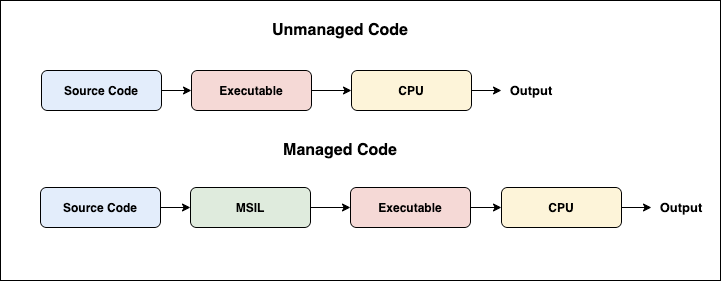 Unmanaged Code
Source Code
Executable
CPU
Output
Managed Code
Source Code
MSIL
Executable
CPU
Output